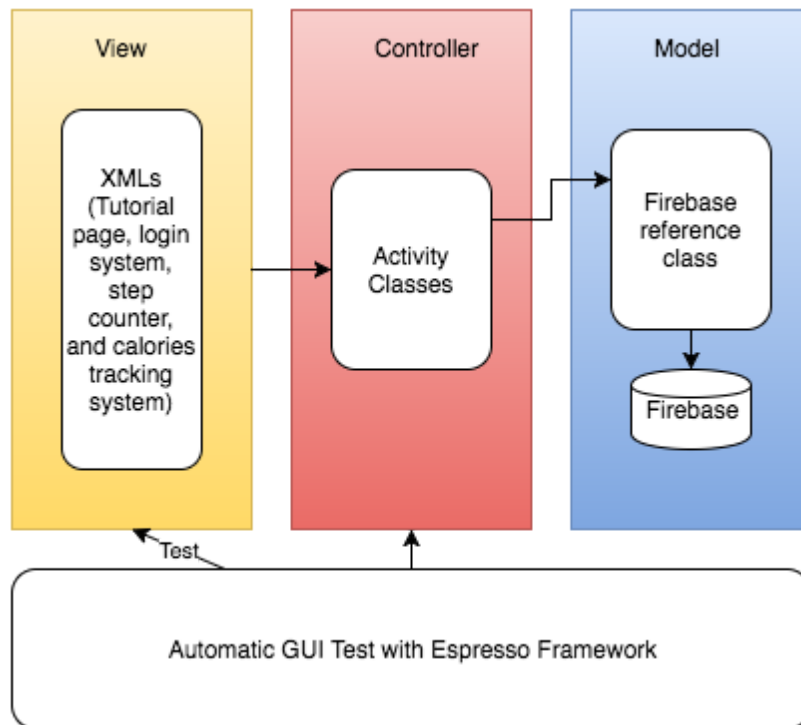 View
Controller
Model
XMLs
(Tutorial
page, login
system,
step
counter,
and calories
tracking
system)
Activity
Classes
Firebase
reference
class
Firebase
Test
Automatic GUI Test with Espresso Framework